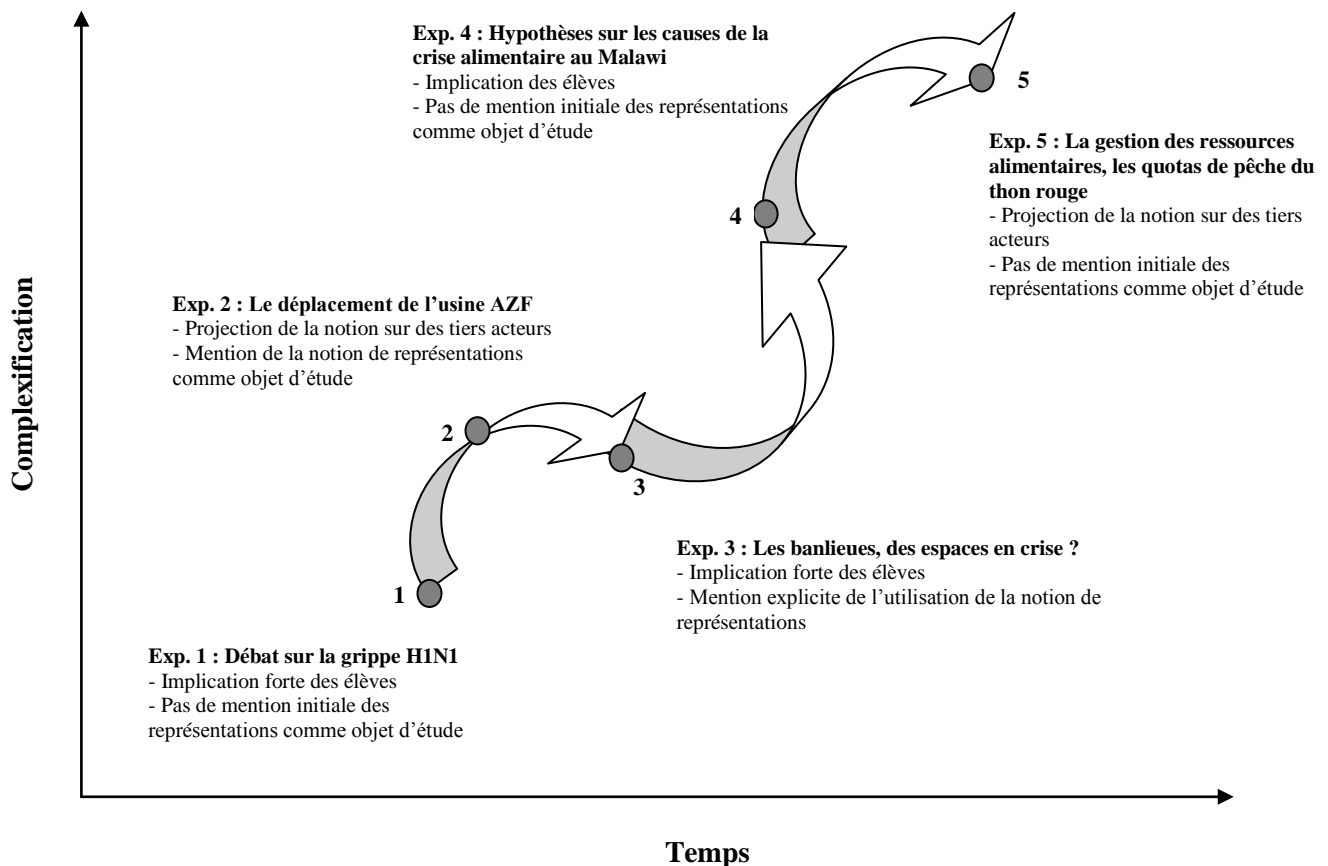 Exp. 4 : Hypothèses sur les causes de la
crise alimentaire au Malawi
- Implication des élèves
- Pas de mention initiale des représentations
comme objet d’étude
5
Exp. 5 : La gestion des ressources
alimentaires, les quotas de pêche du
thon rouge
- Projection de la notion sur des tiers
acteurs
- Pas de mention initiale des
représentations comme objet d’étude
4
Complexification
Exp. 2 : Le déplacement de l’usine AZF
- Projection de la notion sur des tiers acteurs
- Mention de la notion de représentations
comme objet d’étude
2
3
Exp. 3 : Les banlieues, des espaces en crise ?
- Implication forte des élèves
- Mention explicite de l’utilisation de la notion de
représentations
1
Exp. 1 : Débat sur la grippe H1N1
- Implication forte des élèves
- Pas de mention initiale des
représentations comme objet d’étude
Temps